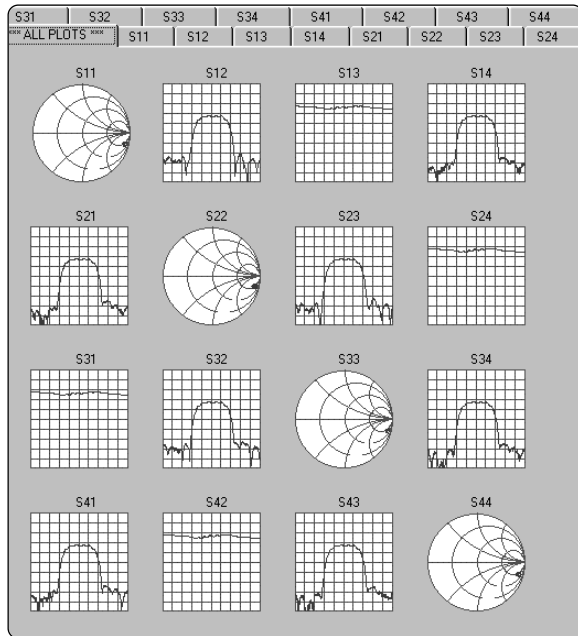 S31 S32 S33 S34 S41 S42 S43 S44
*** ALL PLOTS *** S11 S12 S13 S14 S21 S22 S23 S24
S11 S12 S13 S14
S21 S22 S23 S24
S31 S32 S33 S34
S41 S42 S43 S44